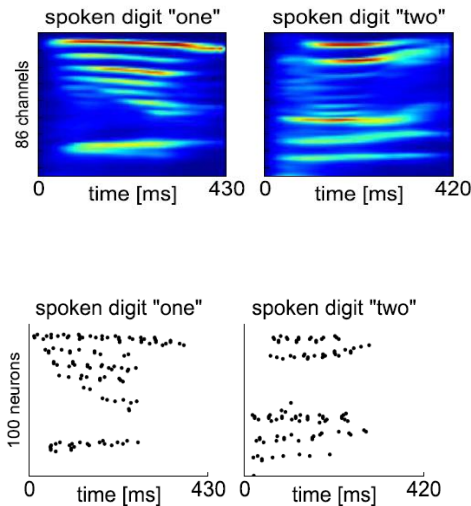 spoken digit "one"
spoken digit "two"
86 channels
0
430
time [ms]
0
420
time [ms]
spoken digit "one"
spoken digit "two"
100 neurons
0
430
time [ms]
0
420
time [ms]